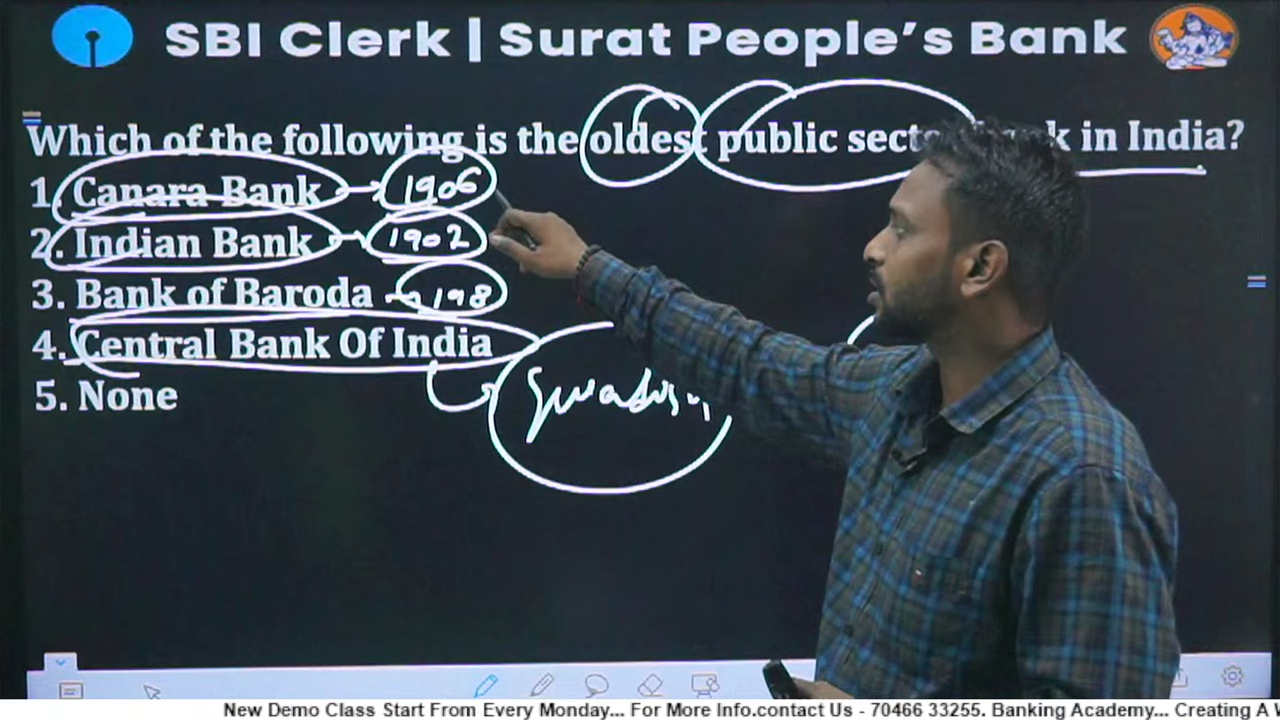 SBI Clerk | Surat People's Bank
Which of the following is the oldest public sector in India?
1. Canara Bank 1906
2. Indian Bank 1902
3. Bank of Baroda 198
4. Central Bank Of India
5. None
New Demo Class Start From Every Monday... For More Info.contact Us - 70466 33255. Banking Academy... Creating A